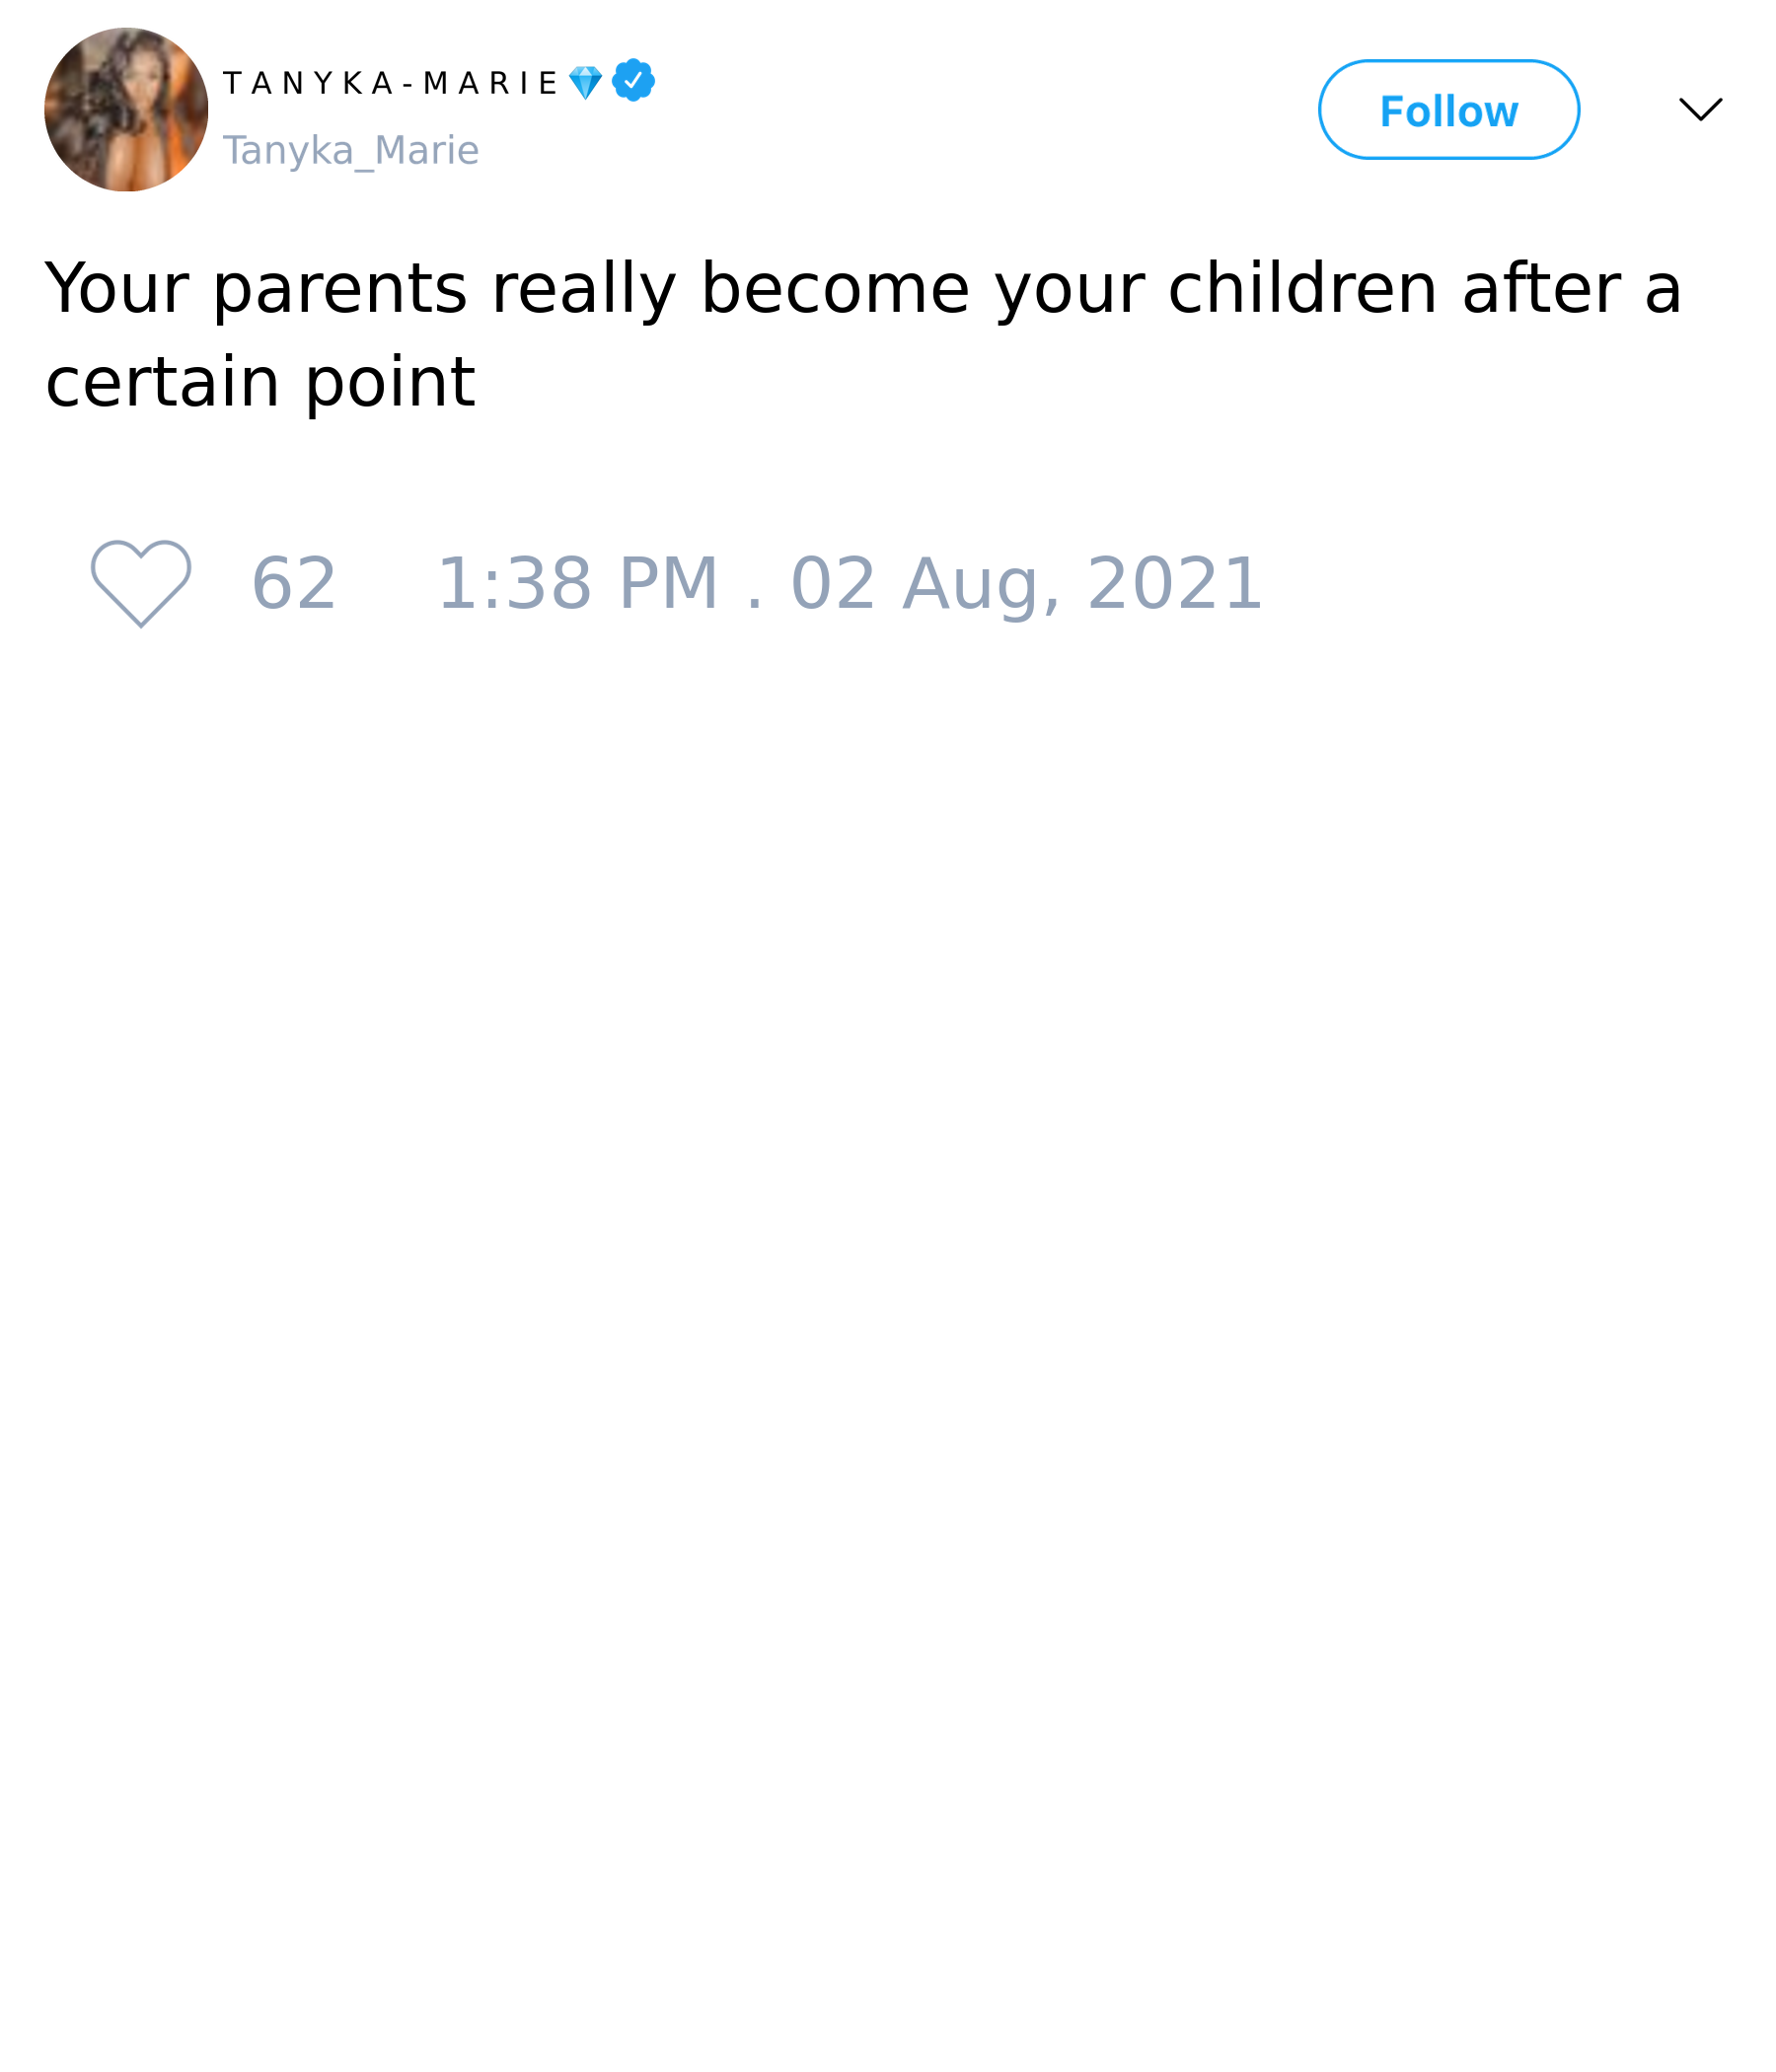 T A N Y K A - M A R I E💎
Tanyka_Marie
Follow
Your parents really become your children after a
certain point
62 1:38 PM . 02 Aug, 2021